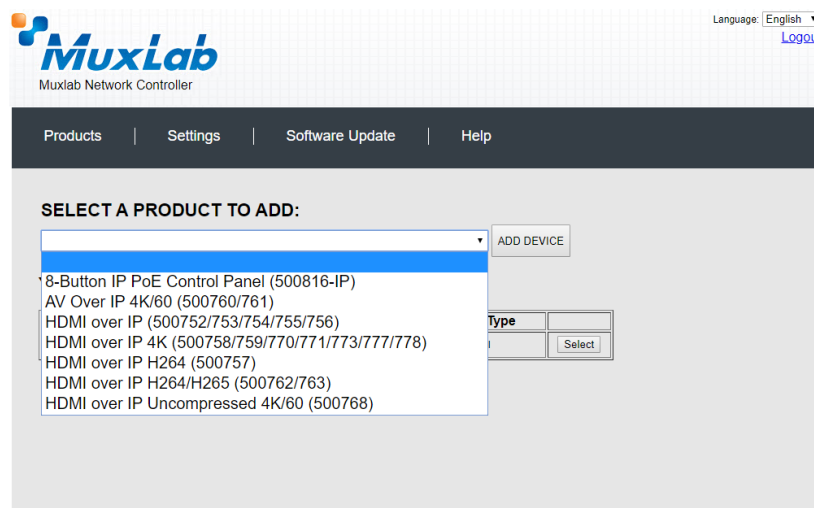 Language: English
Logou
MuxLab
Muxlab Network Controller
Products | Settings | Software Update | Help
SELECT A PRODUCT TO ADD:
ADD DEVICE
8-Button IP PoE Control Panel (500816-IP)
AV Over IP 4K/60 (500760/761)
HDMI over IP (500752/753/754/755/756)
Type
HDMI over IP 4K (500758/759/770/771/773/777/778)
Select
HDMI over IP H264 (500757)
HDMI over IP H264/H265 (500762/763)
HDMI over IP Uncompressed 4K/60 (500768)